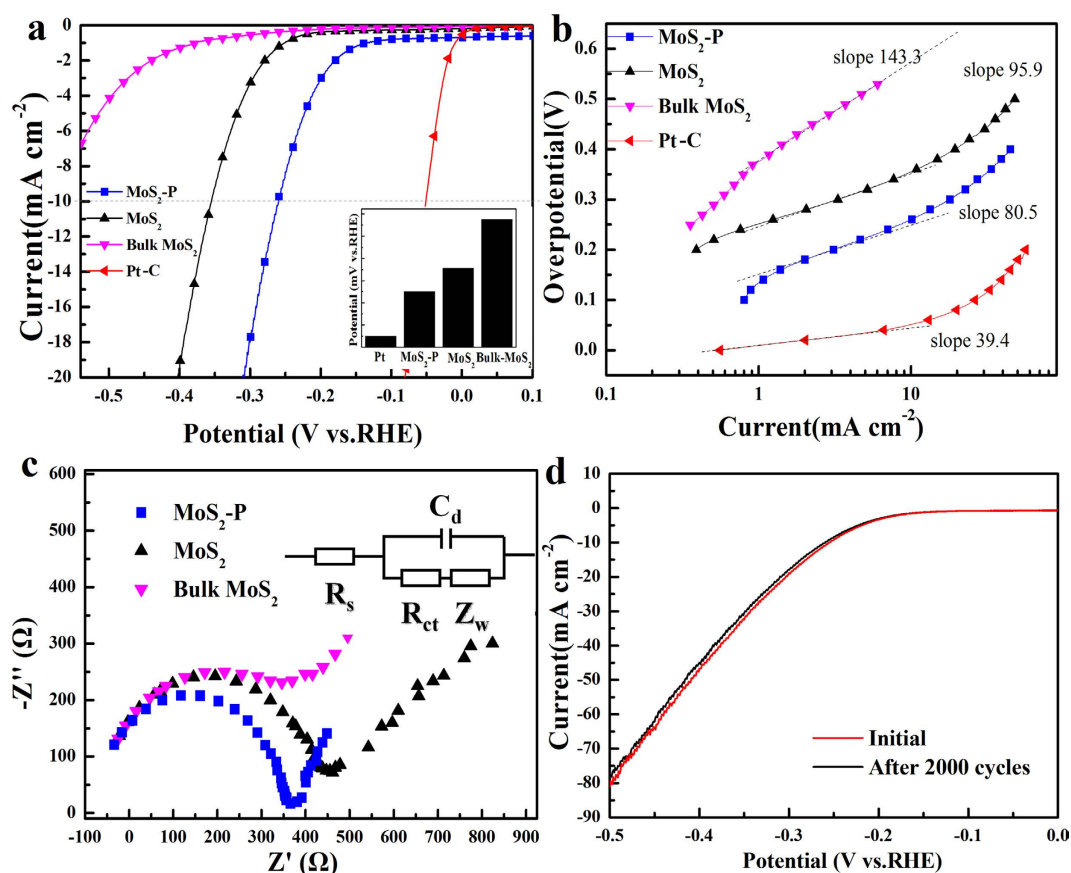 a
0
-2
-4
-6
-8
-10
-12
-14
-16
-18
-20
Current(mA cm-2)
MoS2-P
MoS2
Bulk MoS2
Pt-C
Potential (mV vs.RHE)
Pt MoS2-P MoS2 Bulk-MoS2
-0.5 -0.4 -0.3 -0.2 -0.1 0.0 0.1
Potential (V vs.RHE)
b
0.6
0.5
0.4
0.3
0.2
0.1
0.0
Overpotential(V)
MoS2-P
MoS2
Bulk MoS2
Pt-C
slope 143.3
slope 95.9
slope 80.5
slope 39.4
0.1 1 10 100
Current(mA cm-2)
c
600
500
400
300
200
100
0
-Z'' (Ω)
MoS2-P
MoS2
Bulk MoS2
Cd
Rs
Rct Zw
-100 0 100 200 300 400 500 600 700 800 900
Z' (Ω)
d
10
0
-10
-20
-30
-40
-50
-60
-70
-80
-90
Current(mA cm-2)
Initial
After 2000 cycles
-0.5 -0.4 -0.3 -0.2 -0.1 0.0
Potential (V vs.RHE)